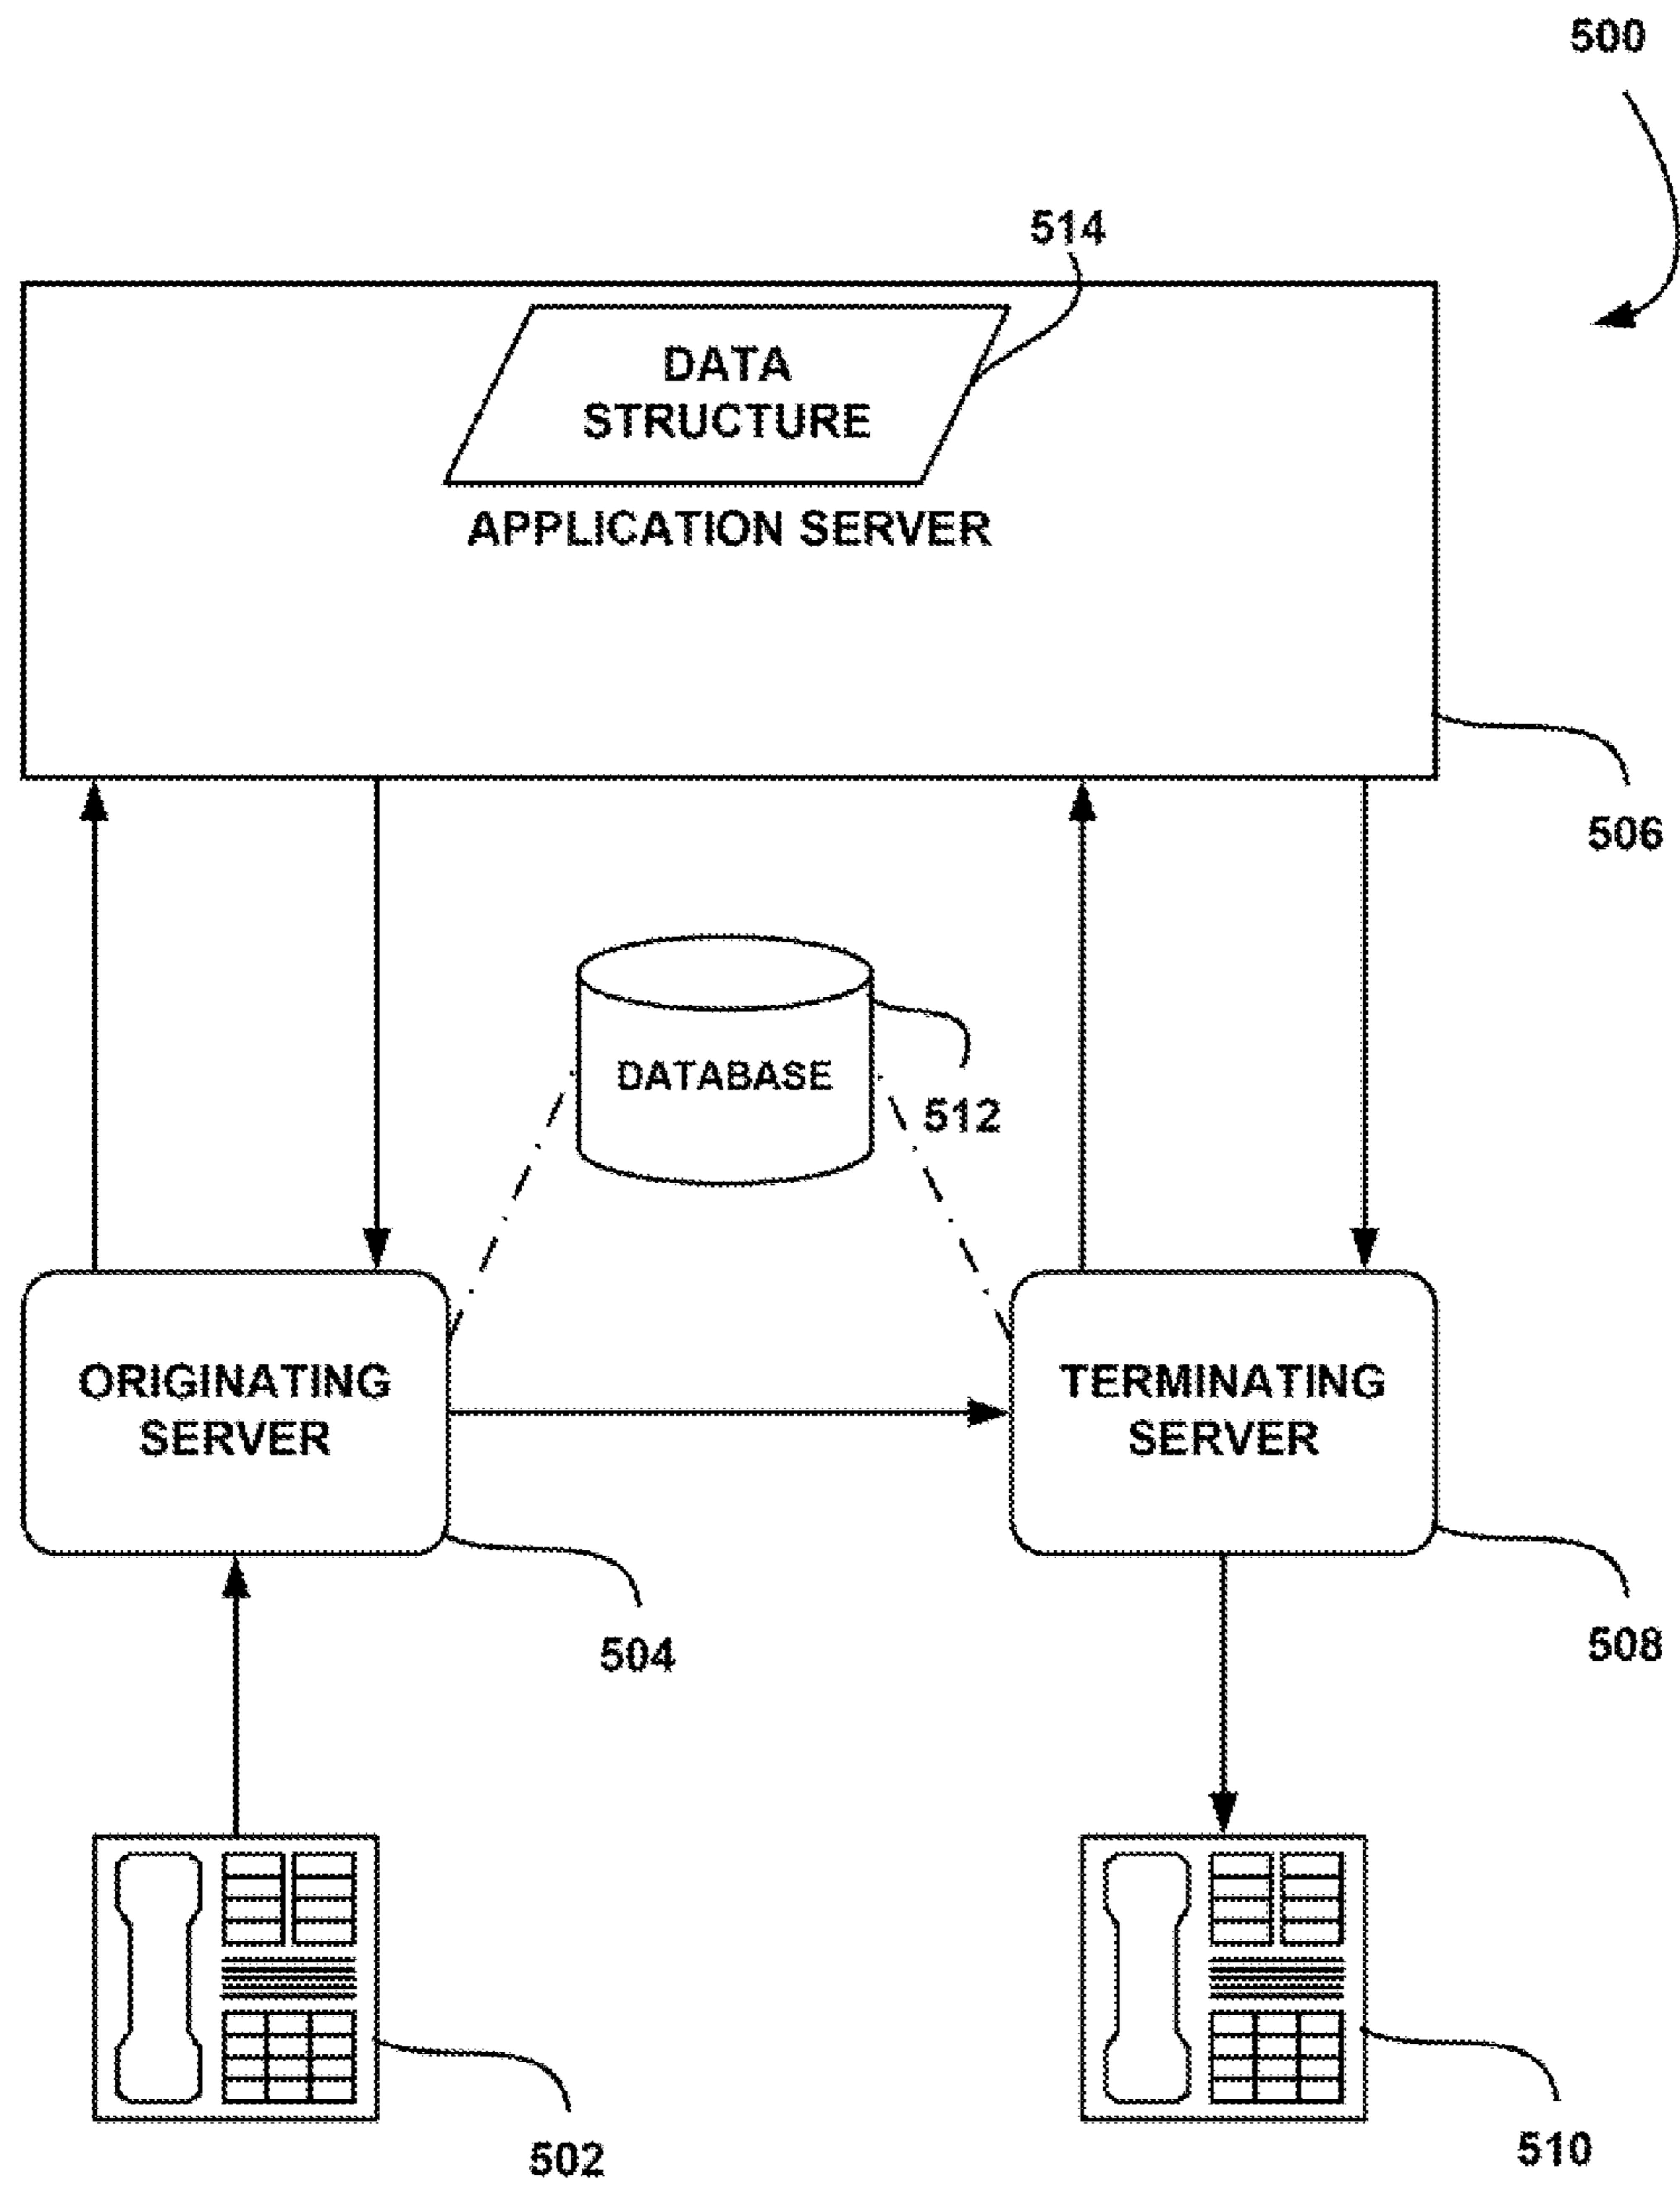 500
514
DATA
STRUCTURE
APPLICATION SERVER
506
DATABASE
512
ORIGINATING
SERVER
TERMINATING
SERVER
504
508
502
510